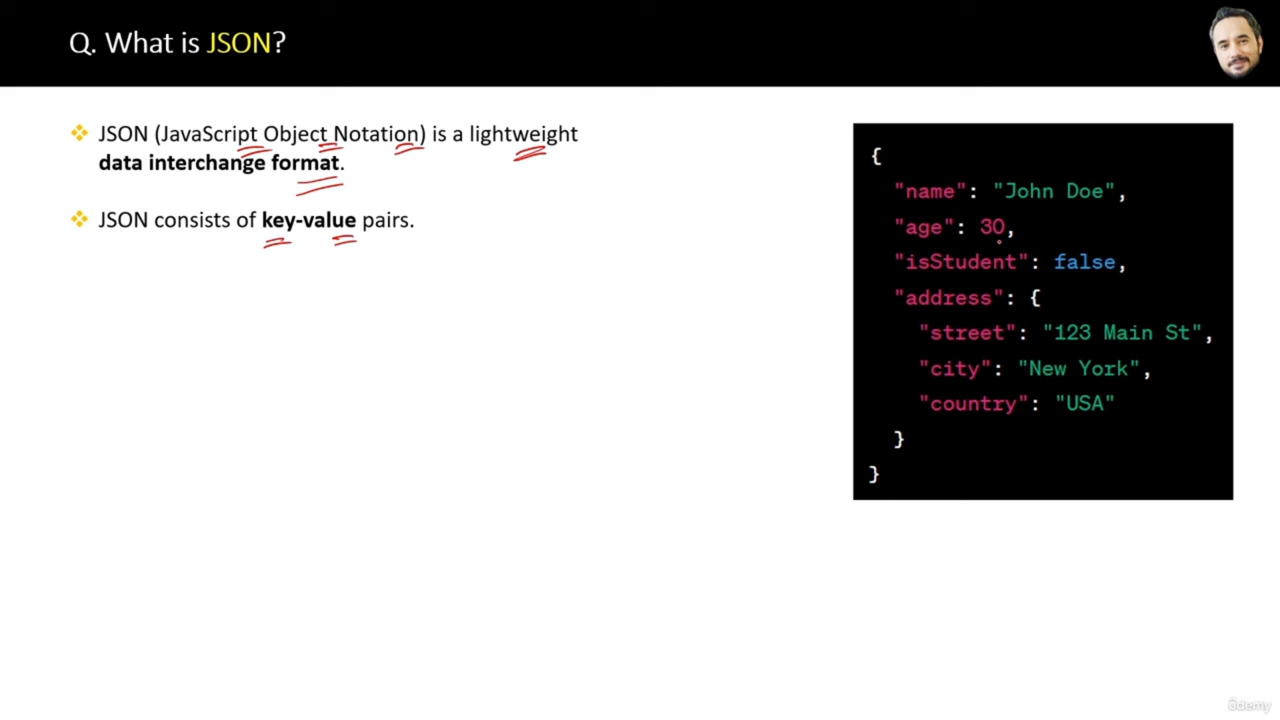 Q. What is JSON?
JSON (JavaScript Object Notation) is a lightweight
data interchange format.
JSON consists of key-value pairs.
{
"name": "John Doe",
"age": 30,
"isStudent": false,
"address": {
"street": "123 Main St",
"city": "New York",
"country": "USA"
}
}
ûdemy